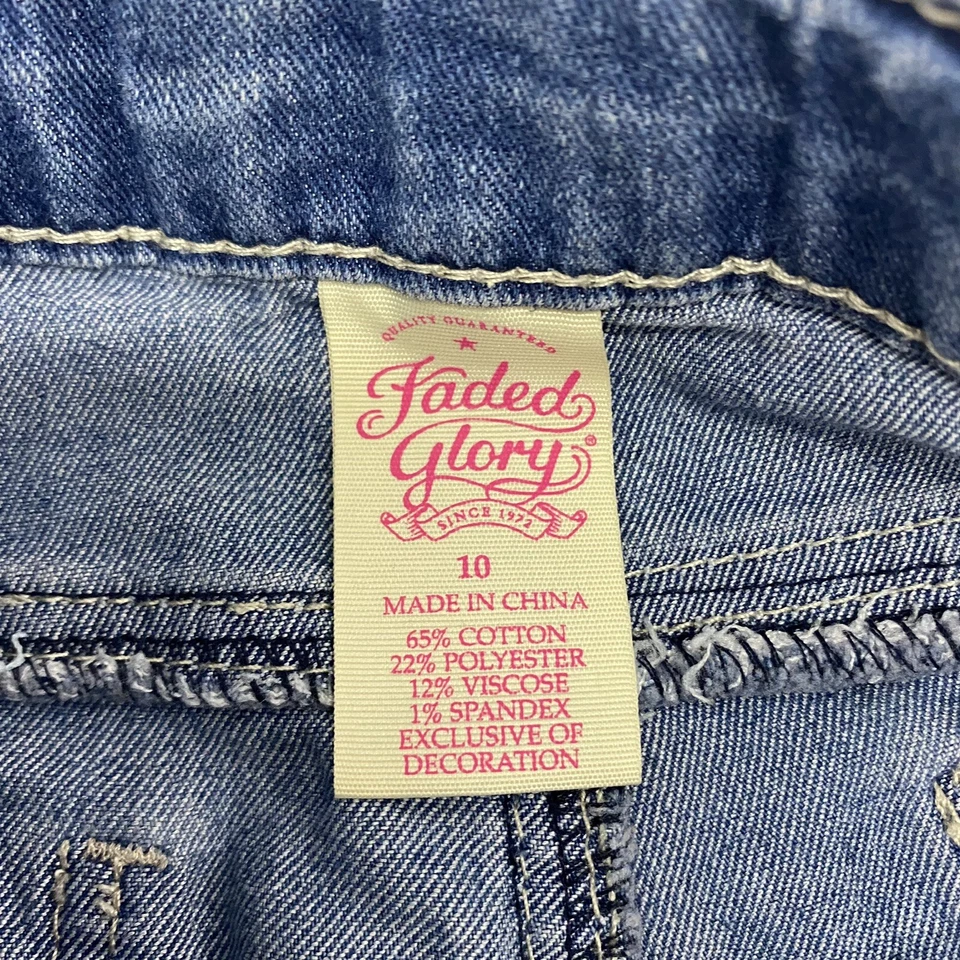 QUALITY GUARANTEED
Faded
Glory®
SINCE 1972
10
MADE IN CHINA
65% COTTON
22% POLYESTER
12% VISCOSE
1% SPANDEX
EXCLUSIVE OF
DECORATION